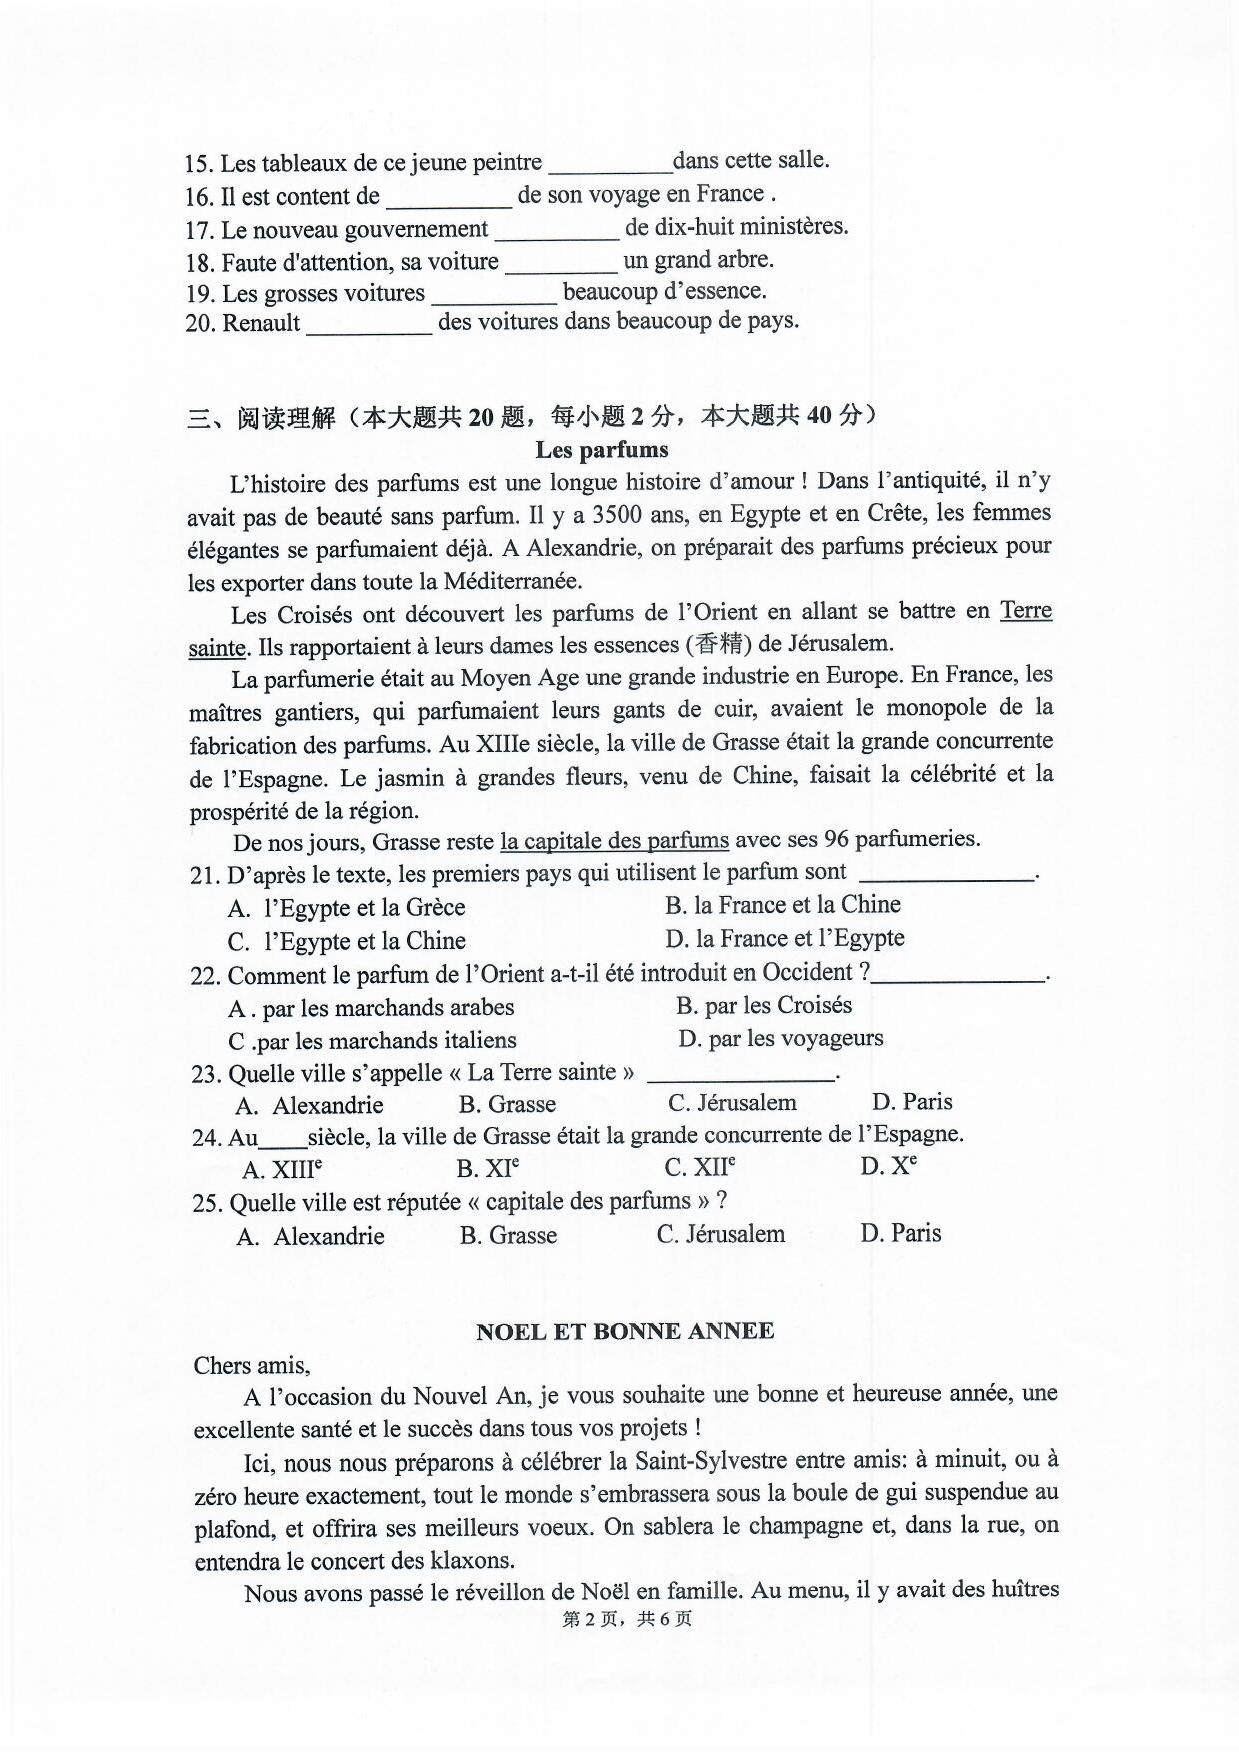 15. Les tableaux de ce jeune peintre __________dans cette salle.
16. Il est content de __________ de son voyage en France .
17. Le nouveau gouvernement __________ de dix-huit ministères.
18. Faute d'attention, sa voiture _________ un grand arbre.
19. Les grosses voitures __________ beaucoup d’essence.
20. Renault __________ des voitures dans beaucoup de pays.
三、阅读理解（本大题共 20 题，每小题 2 分，本大题共 40 分）
Les parfums
L’histoire des parfums est une longue histoire d’amour ! Dans l’antiquité, il n’y
avait pas de beauté sans parfum. Il y a 3500 ans, en Egypte et en Crête, les femmes
élégantes se parfumaient déjà. A Alexandrie, on préparait des parfums précieux pour
les exporter dans toute la Méditerranée.
Les Croisés ont découvert les parfums de l’Orient en allant se battre en Terre
sainte. Ils rapportaient à leurs dames les essences (香精) de Jérusalem.
La parfumerie était au Moyen Age une grande industrie en Europe. En France, les
maîtres gantiers, qui parfumaient leurs gants de cuir, avaient le monopole de la
fabrication des parfums. Au XIIIe siècle, la ville de Grasse était la grande concurrente
de l’Espagne. Le jasmin à grandes fleurs, venu de Chine, faisait la célébrité et la
prospérité de la région.
De nos jours, Grasse reste la capitale des parfums avec ses 96 parfumeries.
21. D’après le texte, les premiers pays qui utilisent le parfum sont ______________.
A. l’Egypte et la Grèce B. la France et la Chine
C. l’Egypte et la Chine D. la France et l’Egypte
22. Comment le parfum de l’Orient a-t-il été introduit en Occident ?______________.
A . par les marchands arabes B. par les Croisés
C .par les marchands italiens D. par les voyageurs
23. Quelle ville s’appelle « La Terre sainte » _______________.
A. Alexandrie B. Grasse C. Jérusalem D. Paris
24. Au____siècle, la ville de Grasse était la grande concurrente de l’Espagne.
A. XIIIᵉ B. XIᵉ C. XIIᵉ D. Xᵉ
25. Quelle ville est réputée « capitale des parfums » ?
A. Alexandrie B. Grasse C. Jérusalem D. Paris
NOEL ET BONNE ANNEE
Chers amis,
A l’occasion du Nouvel An, je vous souhaite une bonne et heureuse année, une
excellente santé et le succès dans tous vos projets !
Ici, nous nous préparons à célébrer la Saint-Sylvestre entre amis: à minuit, ou à
zéro heure exactement, tout le monde s’embrassera sous la boule de gui suspendue au
plafond, et offrira ses meilleurs voeux. On sablera le champagne et, dans la rue, on
entendra le concert des klaxons.
Nous avons passé le réveillon de Noël en famille. Au menu, il y avait des huîtres
第 2 页，共 6 页